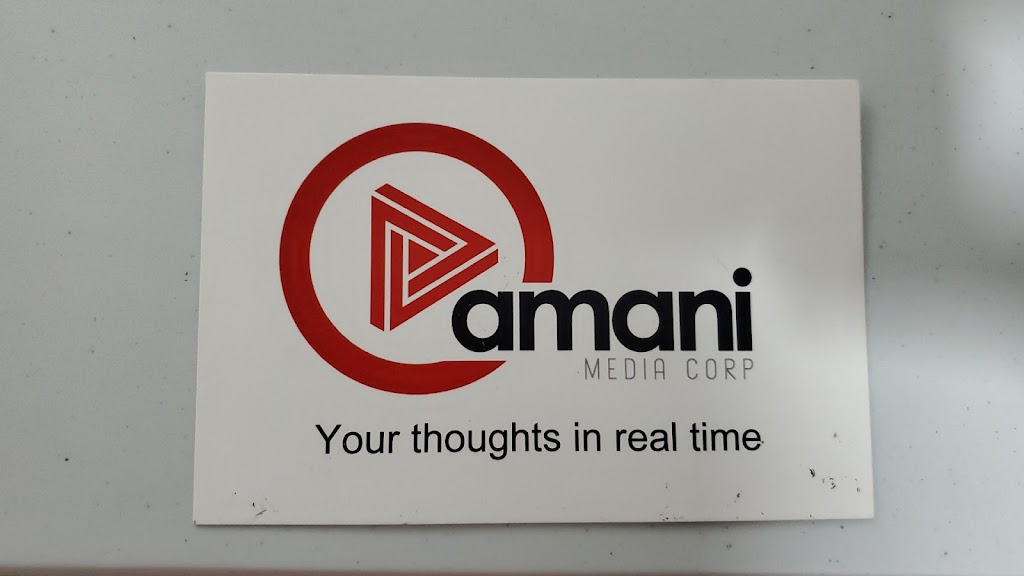 amani
MEDIA CORP
Your thoughts in real time